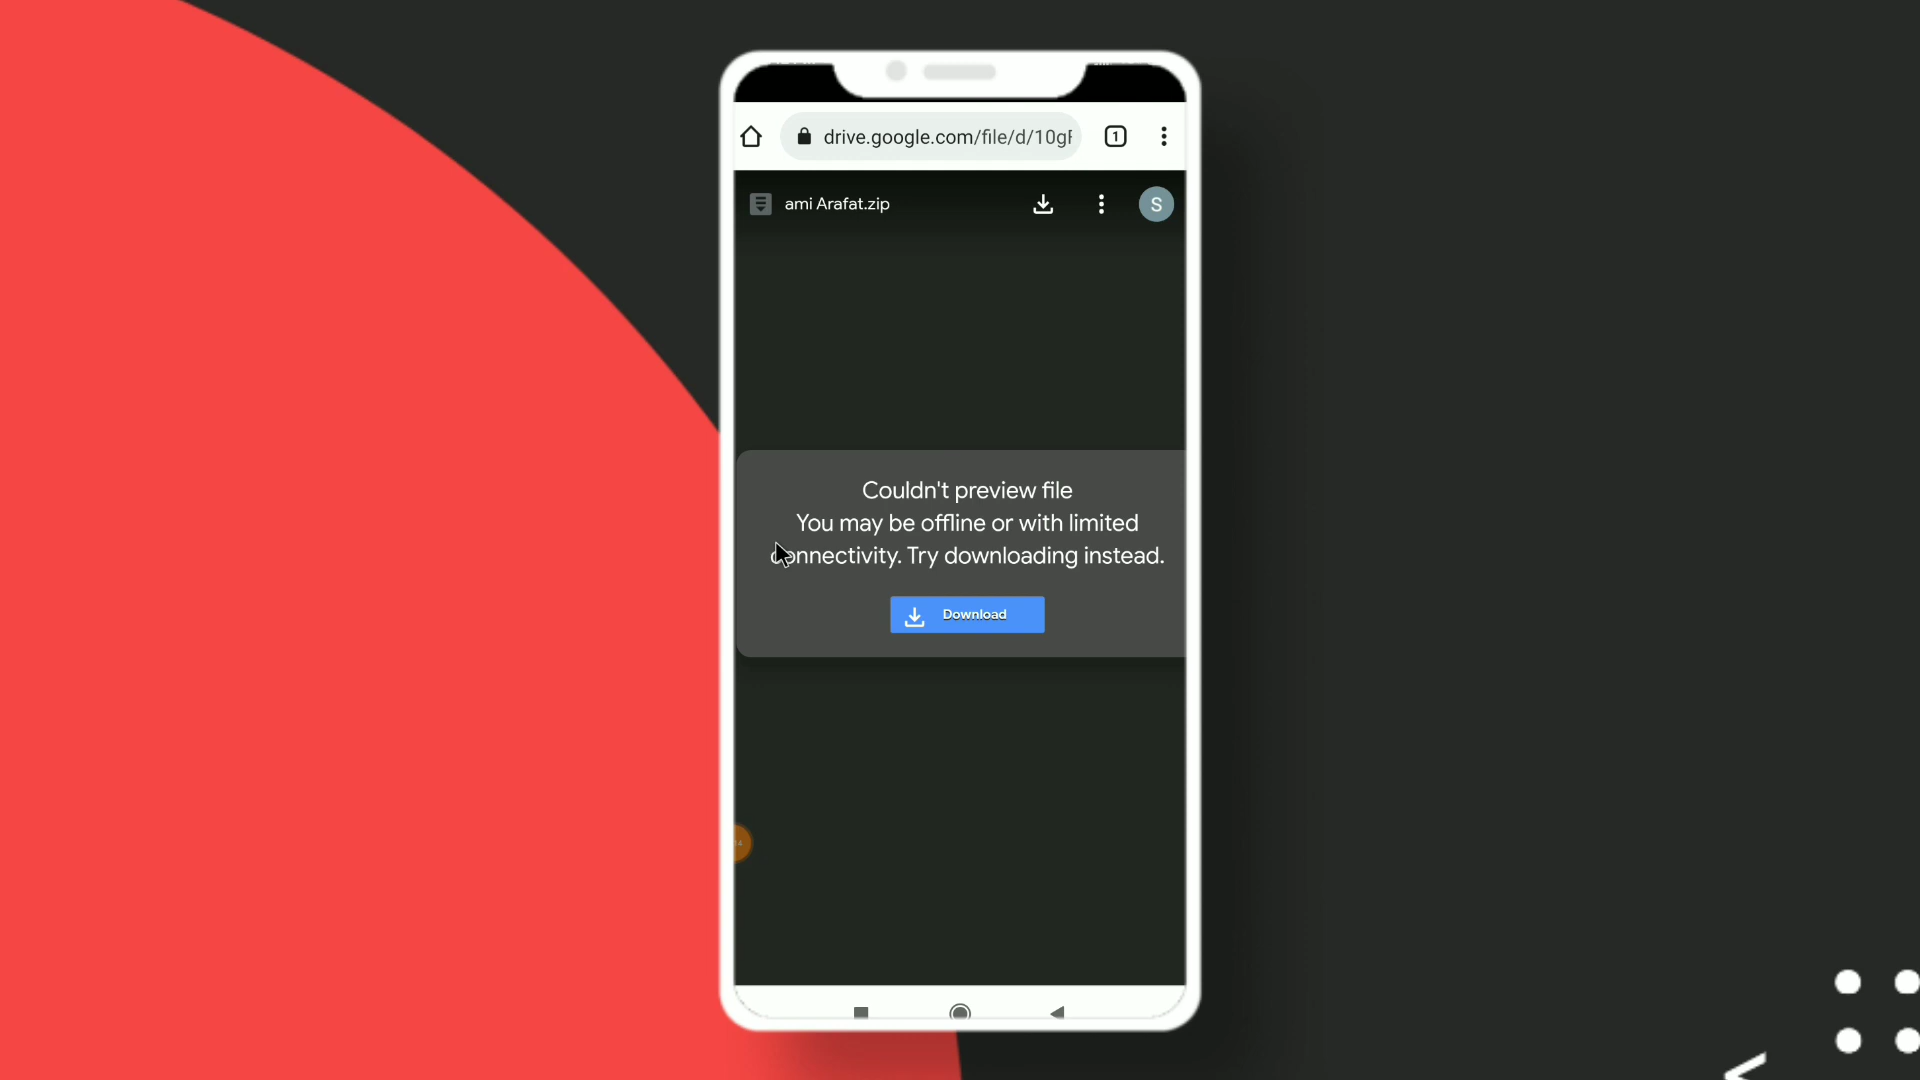 drive.google.com/file/d/10g
1
ami Arafat.zip
S
Couldn't preview file
You may be offline or with limited
connectivity. Try downloading instead.
Download